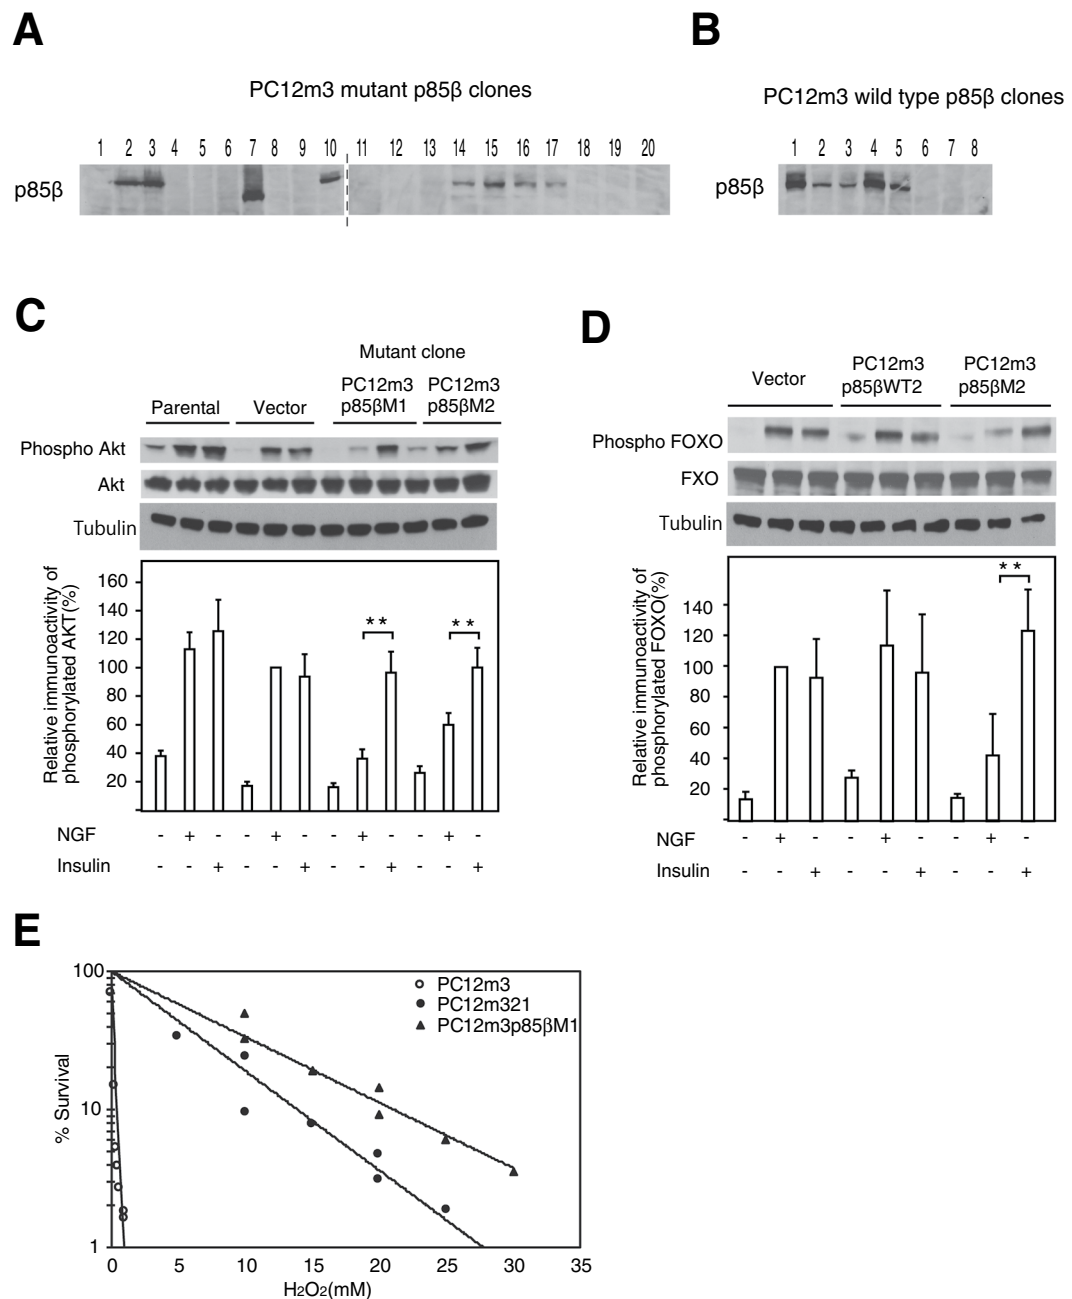 A
PC12m3 mutant p85β clones
1 2 3 4 5 6 7 8 9 10 11 12 13 14 15 16 17 18 19 20
p85β
B
PC12m3 wild type p85β clones
1 2 3 4 5 6 7 8
p85β
C
Mutant clone
Parental Vector PC12m3 p85βM1 PC12m3 p85βM2
Phospho Akt
Akt
Tubulin
Relative immunoactivity of
phosphorylated AKT(%)
160
140
120
100
80
60
40
20
** **
NGF - + - - + - - + - - + -
Insulin - - + - - + - - + - - +
D
Vector PC12m3 p85βWT2 PC12m3 p85βM2
Phospho FOXO
FXO
Tubulin
Relative immunoactivity of
phosphorylated FOXO(%)
140
120
100
80
60
40
20
**
NGF - + - - + - - + -
Insulin - - + - - + - - +
E
% Survival
100
10
1
PC12m3
PC12m321
PC12m3p85βM1
0 5 10 15 20 25 30 35
H2O2(mM)